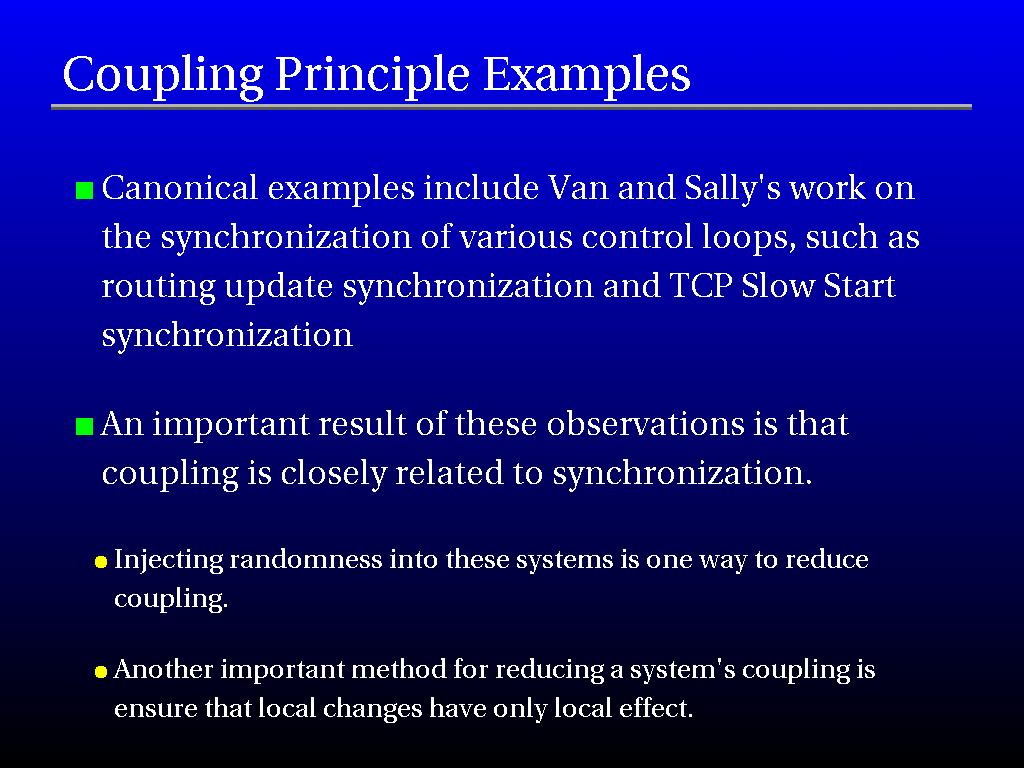 Coupling Principle Examples
Canonical examples include Van and Sally's work on
the synchronization of various control loops, such as
routing update synchronization and TCP Slow Start
synchronization
An important result of these observations is that
coupling is closely related to synchronization.
Injecting randomness into these systems is one way to reduce
coupling.
Another important method for reducing a system's coupling is
ensure that local changes have only local effect.